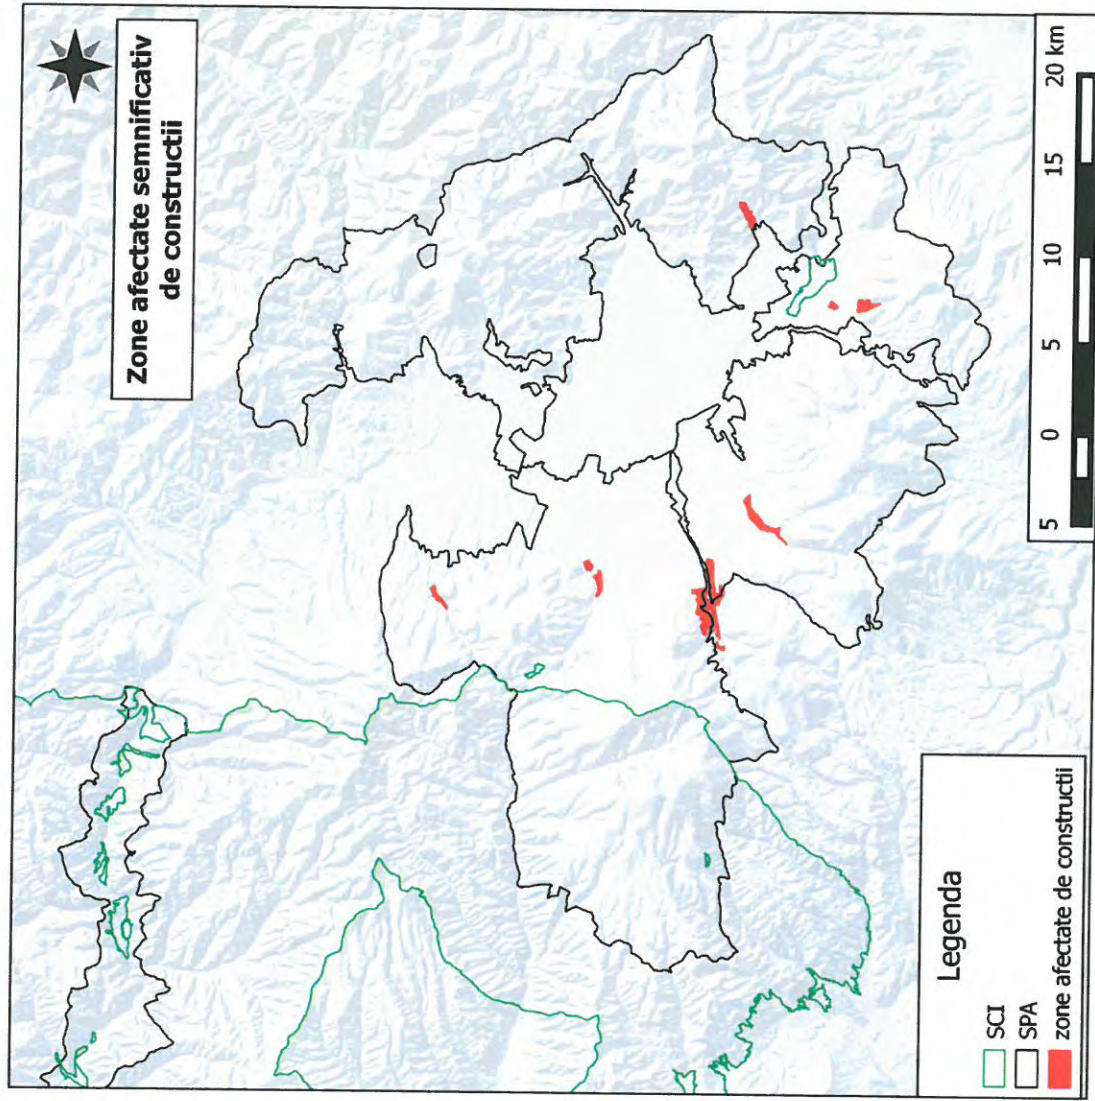 Zone afectate semnificativ
de constructii
5 0 5 10 15 20 km
Legenda
SCI
SPA
zone afectate de constructii